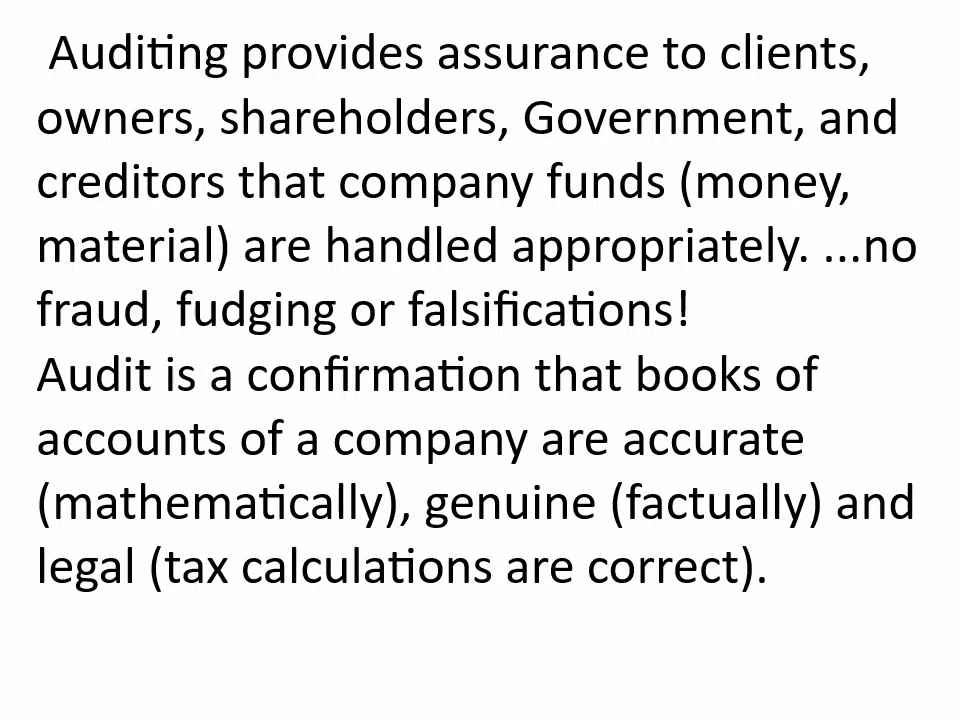 Auditing provides assurance to clients,
owners, shareholders, Government, and
creditors that company funds (money,
material) are handled appropriately. ...no
fraud, fudging or falsifications!
Audit is a confirmation that books of
accounts of a company are accurate
(mathematically), genuine (factually) and
legal (tax calculations are correct).